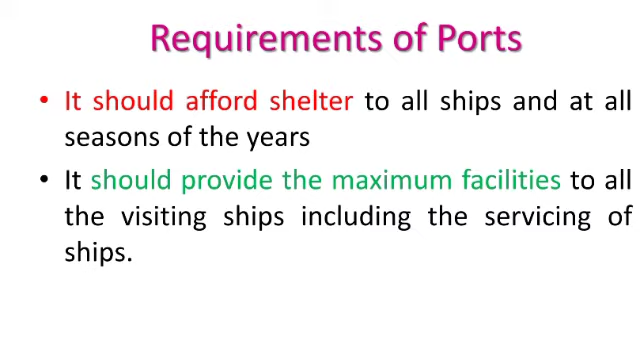 Requirements of Ports
• It should afford shelter to all ships and at all
seasons of the years
• It should provide the maximum facilities to all
the visiting ships including the servicing of
ships.